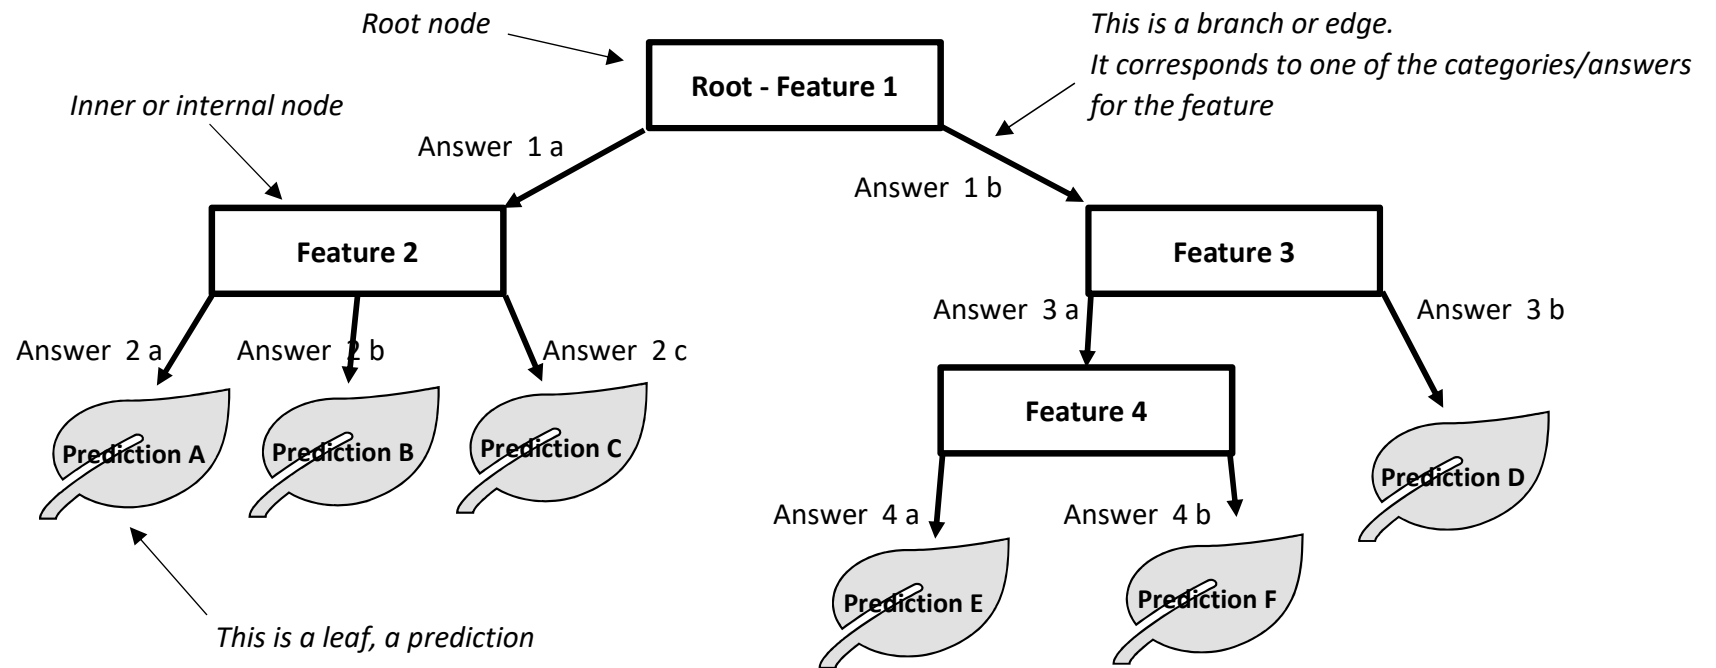 Root node
This is a branch or edge.
It corresponds to one of the categories/answers
for the feature
Root - Feature 1
Inner or internal node
Answer 1 a
Answer 1 b
Feature 2
Feature 3
Answer 3 a
Answer 3 b
Answer 2 a
Answer 2 b
Answer 2 c
Feature 4
Prediction A
Prediction B
Prediction C
Prediction D
Answer 4 a
Answer 4 b
Prediction E
Prediction F
This is a leaf, a prediction